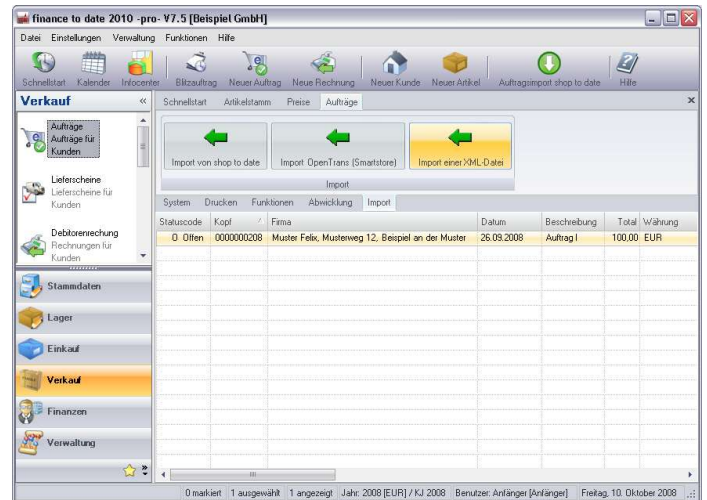 finance to date 2010 -pro- V7.5 [Beispiel GmbH]
Datei Einstellungen Verwaltung Funktionen Hilfe
Schnellstart Kalender Infocenter Blitzauftrag Neuer Auftrag Neue Rechnung Neuer Kunde Neuer Artikel Auftragsimport shop to date Hilfe
Verkauf «
Aufträge
Aufträge für
Kunden
Lieferscheine
Lieferscheine für
Kunden
Debitorenrechung
Rechnungen für
Kunden
Stammdaten
Lager
Einkauf
Verkauf
Finanzen
Verwaltung
Schnellstart Artikelstamm Preise Aufträge
Import von shop to date Import OpenTrans (Smartstore) Import einer XML-Datei
Import
System Drucken Funktionen Abwicklung Import
Statuscode Kopf Firma Datum Beschreibung Total Währung
0 Offen 0000000208 Muster Felix, Musterweg 12, Beispiel an der Muster 26.09.2008 Auftrag I 100,00 EUR
0 markiert 1 ausgewählt 1 angezeigt Jahr: 2008 [EUR] / KJ 2008 Benutzer: Anfänger [Anfänger] Freitag, 10. Oktober 2008